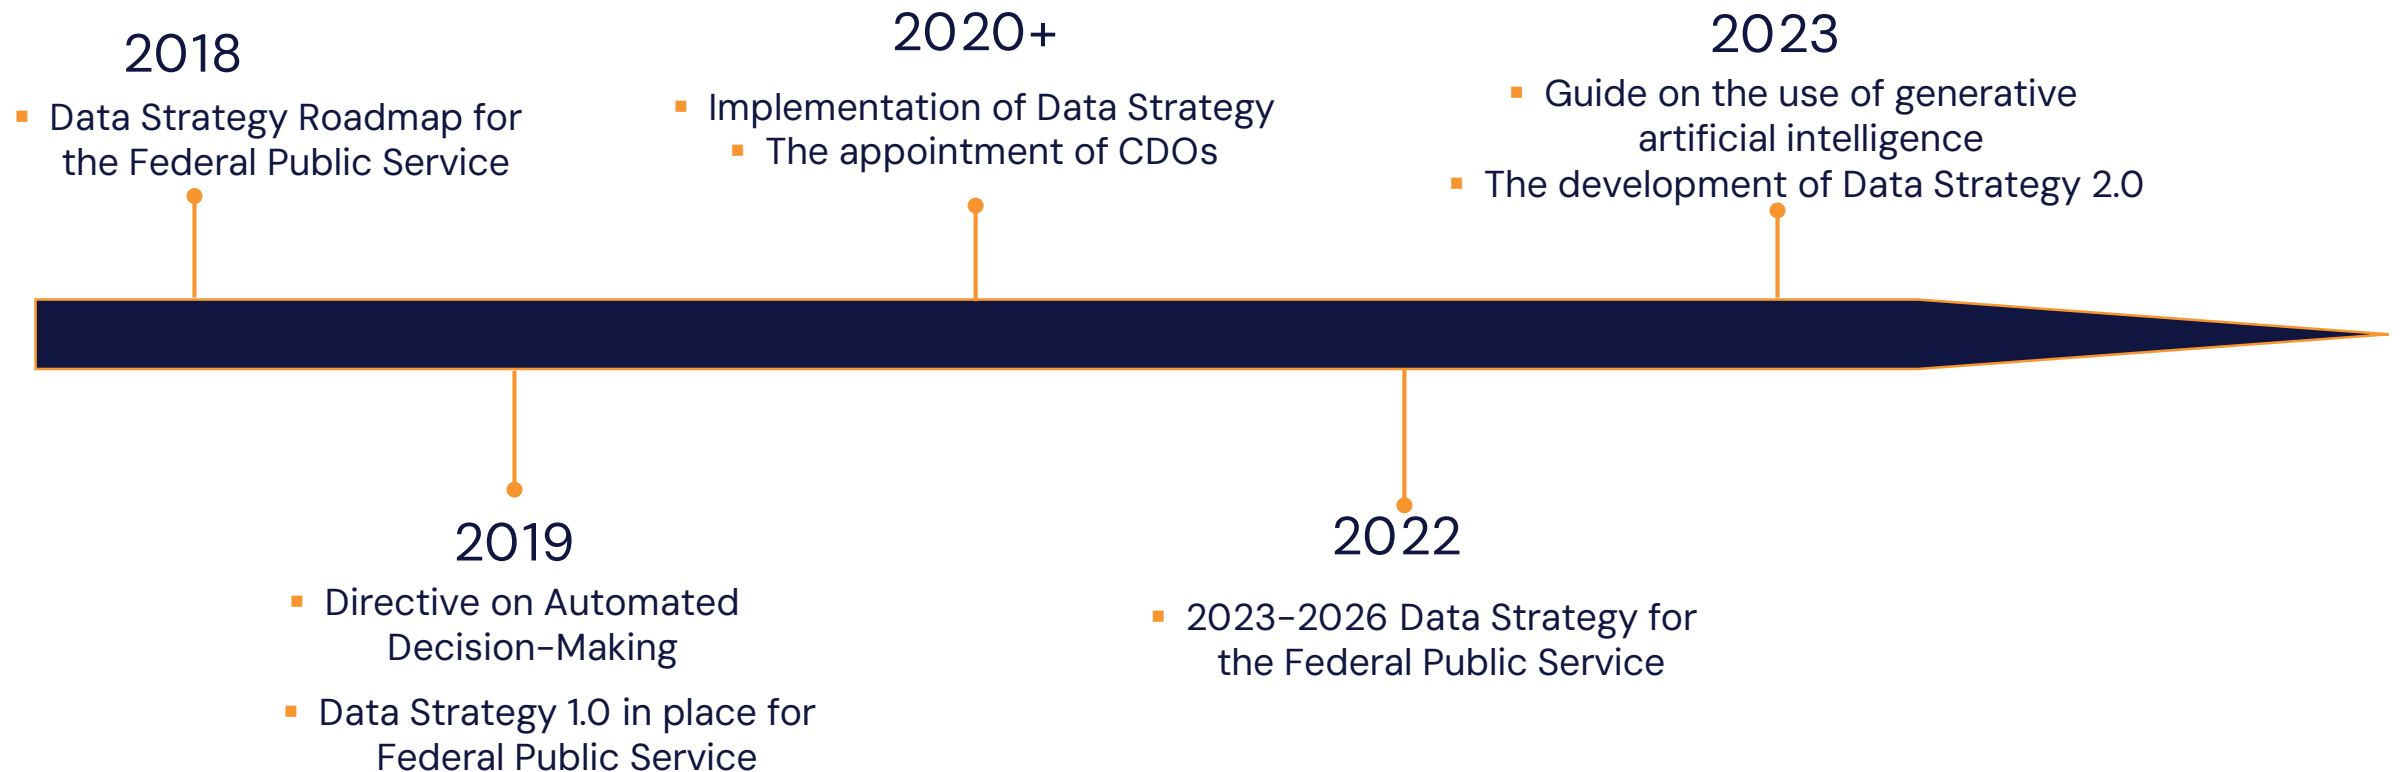 2018
▪ Data Strategy Roadmap for
the Federal Public Service
2020+
▪ Implementation of Data Strategy
▪ The appointment of CDOs
2023
▪ Guide on the use of generative
artificial intelligence
▪ The development of Data Strategy 2.0
2019
▪ Directive on Automated
Decision-Making
▪ Data Strategy 1.0 in place for
Federal Public Service
2022
▪ 2023-2026 Data Strategy for
the Federal Public Service